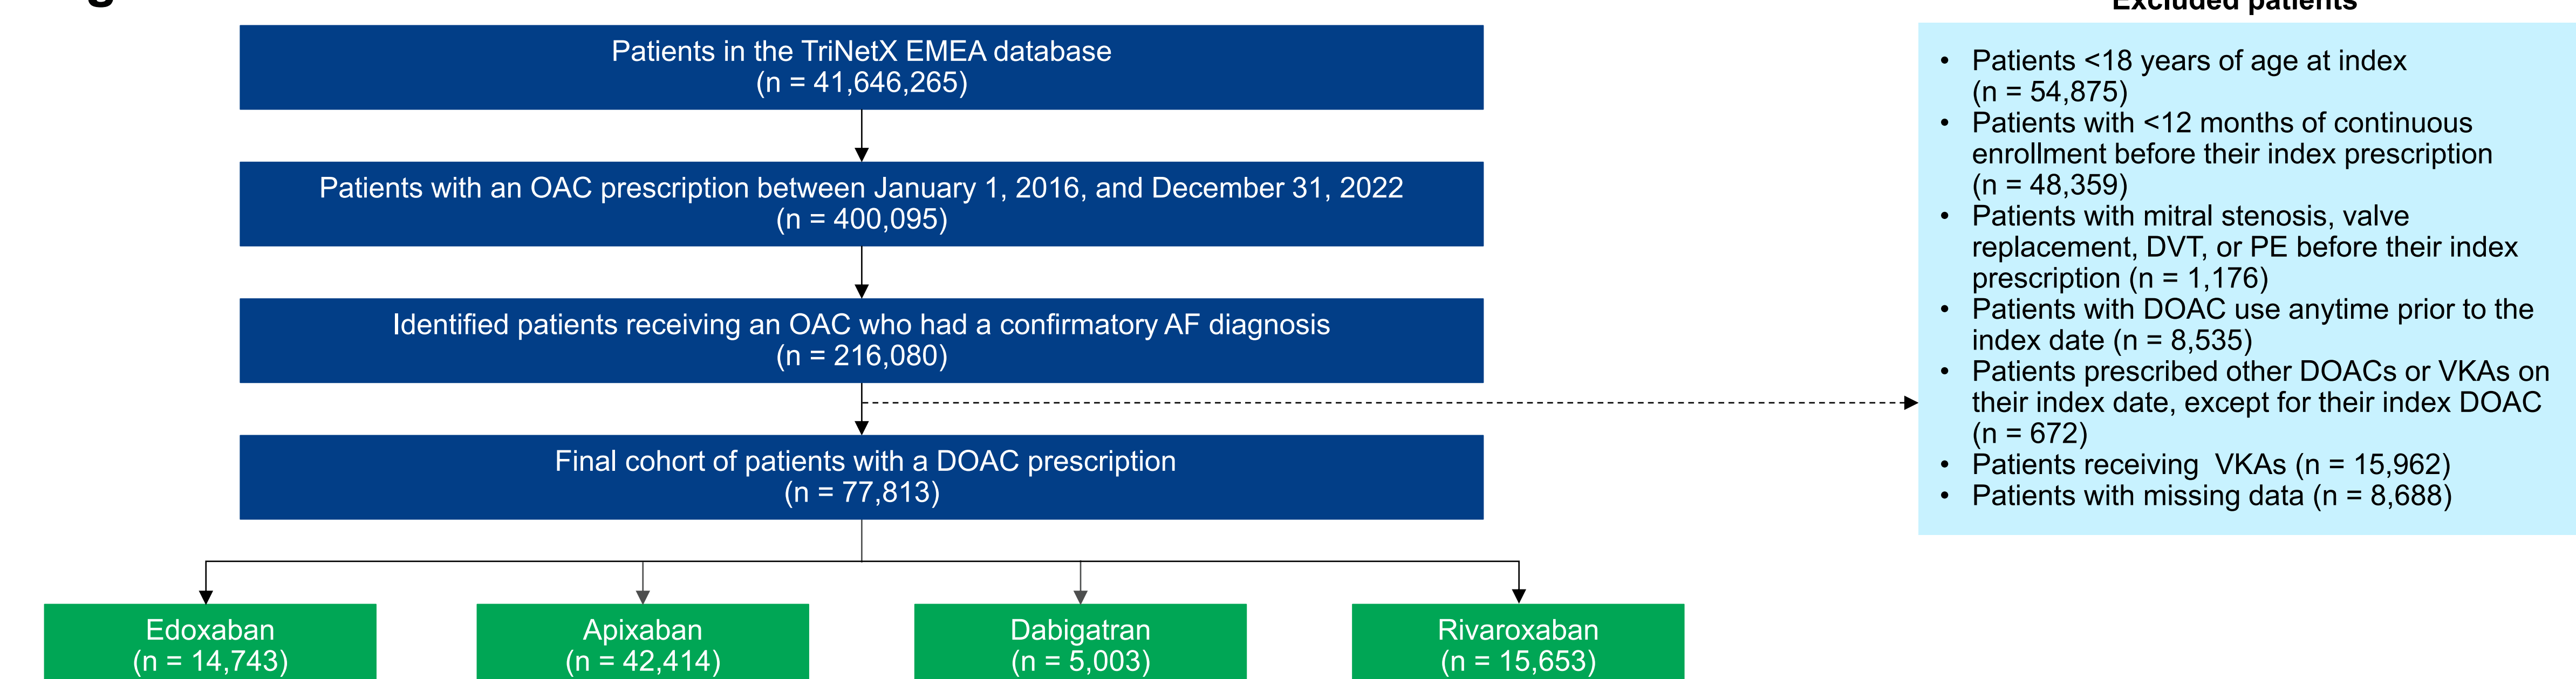 Patients in the TriNetX EMEA database
(n = 41,646,265)
Patients with an OAC prescription between January 1, 2016, and December 31, 2022
(n = 400,095)
Identified patients receiving an OAC who had a confirmatory AF diagnosis
(n = 216,080)
Final cohort of patients with a DOAC prescription
(n = 77,813)
Edoxaban
(n = 14,743)
Apixaban
(n = 42,414)
Dabigatran
(n = 5,003)
Rivaroxaban
(n = 15,653)
Excluded patients
• Patients <18 years of age at index
(n = 54,875)
• Patients with <12 months of continuous
enrollment before their index prescription
(n = 48,359)
• Patients with mitral stenosis, valve
replacement, DVT, or PE before their index
prescription (n = 1,176)
• Patients with DOAC use anytime prior to the
index date (n = 8,535)
• Patients prescribed other DOACs or VKAs on
their index date, except for their index DOAC
(n = 672)
• Patients receiving VKAs (n = 15,962)
• Patients with missing data (n = 8,688)